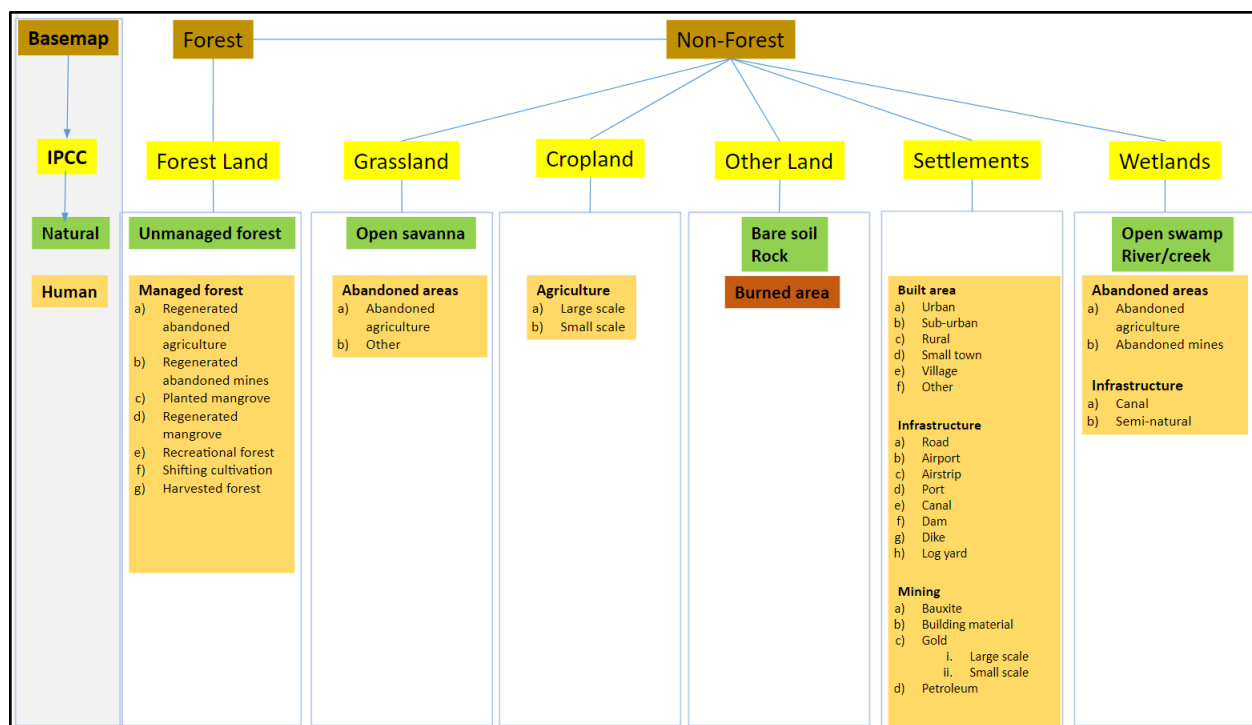 Basemap
Forest
Non-Forest
IPCC
Forest Land
Grassland
Cropland
Other Land
Settlements
Wetlands
Natural
Unmanaged forest
Open savanna
Bare soil
Rock
Open swamp
River/creek
Human
Managed forest
a) Regenerated
abandoned
agriculture
b) Regenerated
abandoned mines
c) Planted mangrove
d) Regenerated
mangrove
e) Recreational forest
f) Shifting cultivation
g) Harvested forest
Abandoned areas
a) Abandoned
agriculture
b) Other
Agriculture
a) Large scale
b) Small scale
Burned area
Built area
a) Urban
b) Sub-urban
c) Rural
d) Small town
e) Village
f) Other
Infrastructure
a) Road
b) Airport
c) Airstrip
d) Port
e) Canal
f) Dam
g) Dike
h) Log yard
Mining
a) Bauxite
b) Building material
c) Gold
i. Large scale
ii. Small scale
d) Petroleum
Abandoned areas
a) Abandoned
agriculture
b) Abandoned mines
Infrastructure
a) Canal
b) Semi-natural